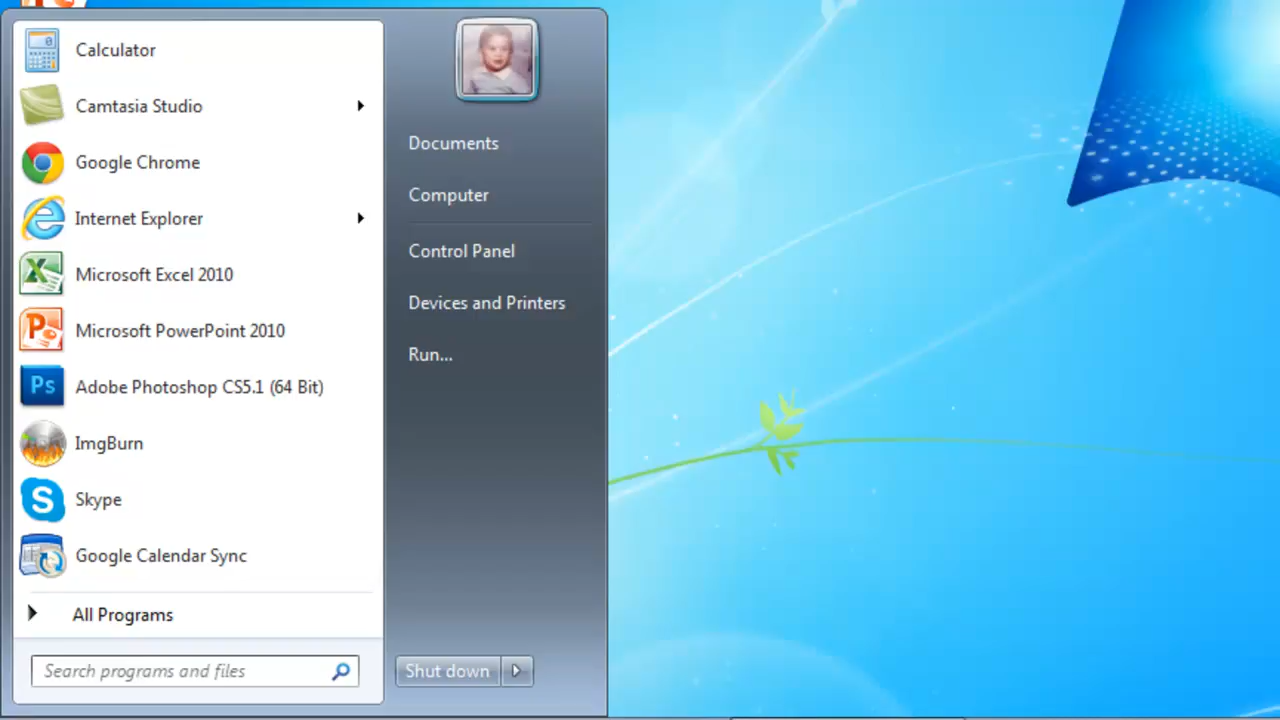 Calculator
Camtasia Studio
Google Chrome
Internet Explorer
Microsoft Excel 2010
Microsoft PowerPoint 2010
Ps
Adobe Photoshop CS5.1 (64 Bit)
ImgBurn
Skype
Google Calendar Sync
All Programs
Search programs and files
Documents
Computer
Control Panel
Devices and Printers
Run...
Shut down